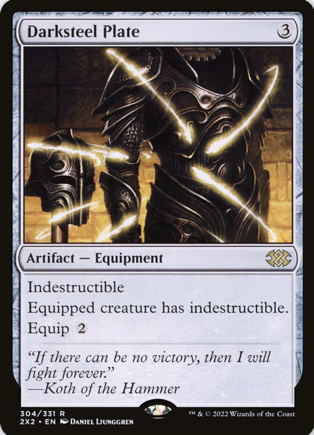 Darksteel Plate 3
Artifact — Equipment
Indestructible
Equipped creature has indestructible.
Equip 2
"If there can be no victory, then I will
fight forever."
—Koth of the Hammer
304/331 R
2X2 • EN Daniel Ljunggren
™ & © 2022 Wizards of the Coast